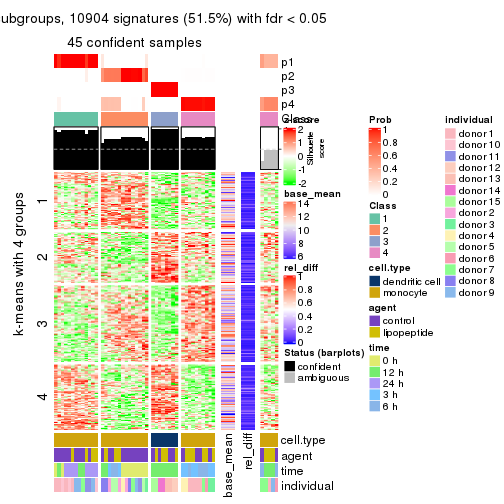 ubgroups, 10904 signatures (51.5%) with fdr < 0.05
45 confident samples
p1
p2
p3
p4
Class
Silhouette
score
k-means with 4 groups
1
2
3
4
cell.type
agent
time
individual
base_mean
rel_diff
z-score
2
1
0
-1
-2
base_mean
14
12
10
8
6
rel_diff
1
0.8
0.6
0.4
0.2
0
Status (barplots)
confident
ambiguous
Prob
1
0.8
0.6
0.4
0.2
0
Class
1
2
3
4
cell.type
dendritic cell
monocyte
agent
control
lipopeptide
time
0 h
12 h
24 h
3 h
6 h
individual
donor1
donor10
donor11
donor12
donor13
donor14
donor15
donor2
donor3
donor4
donor5
donor6
donor7
donor8
donor9